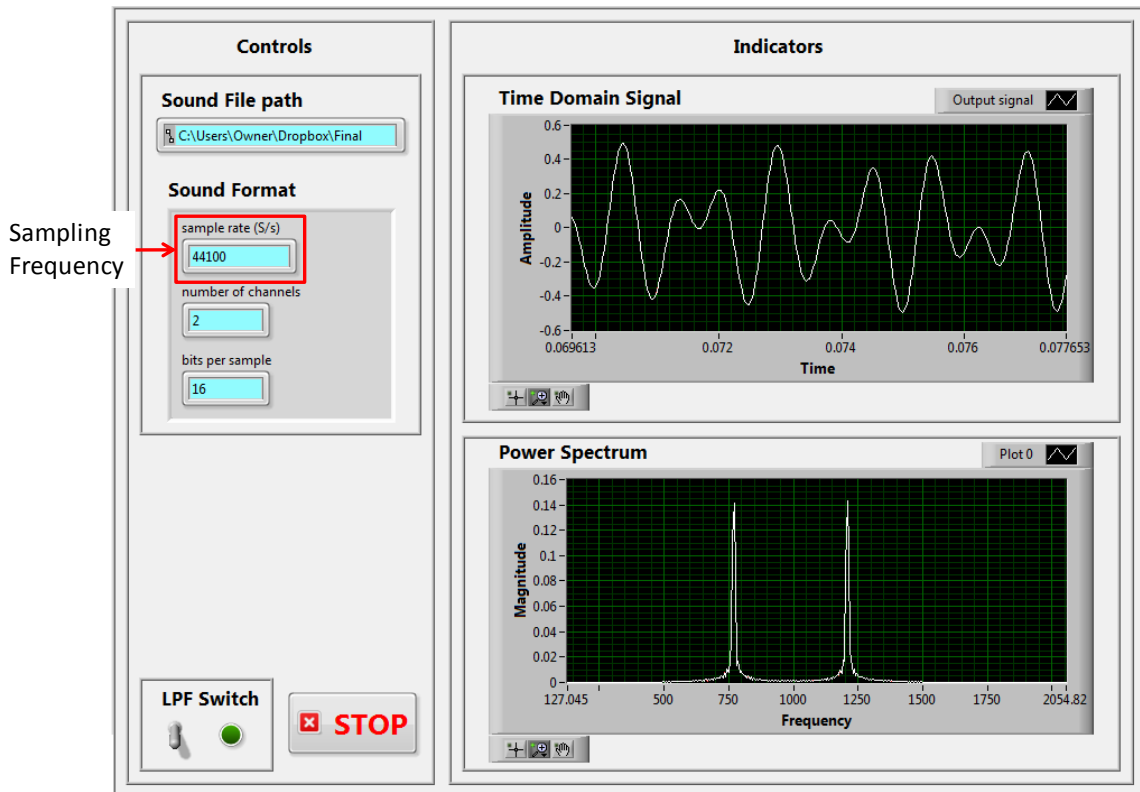 Controls
Sound File path
C:\Users\Owner\Dropbox\Final
Sound Format
sample rate (S/s)
44100
number of channels
2
bits per sample
16
Sampling
Frequency
LPF Switch
STOP
Indicators
Time Domain Signal
Output signal
0.6
0.4
0.2
0
-0.2
-0.4
-0.6
Amplitude
0.069613 0.072 0.074 0.076 0.077653
Time
Power Spectrum
Plot 0
0.16
0.14
0.12
0.1
0.08
0.06
0.04
0.02
0
Magnitude
127.045 500 750 1000 1250 1500 1750 2054.82
Frequency